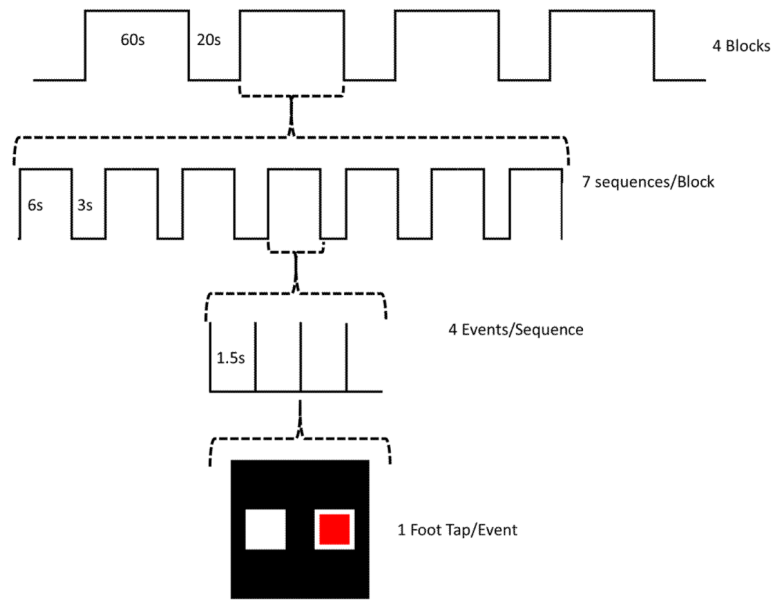 60s
20s
4 Blocks
6s
3s
7 sequences/Block
1.5s
4 Events/Sequence
1 Foot Tap/Event